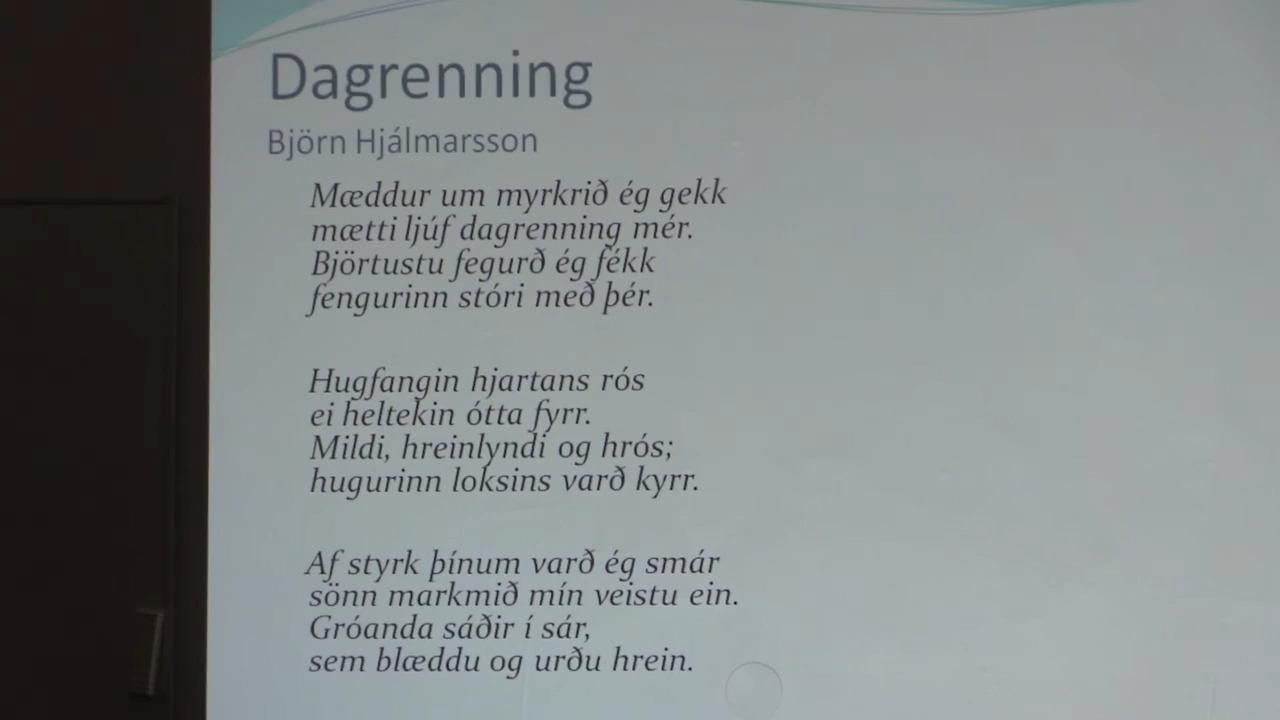 Dagrenning
Björn Hjálmarsson
Mæddur um myrkrið ég gekk
mætti ljúf dagrenning mér.
Björtustu fegurð ég fékk
fengurinn stóri með þér.
Hugfangin hjartans rós
ei heltekin ótta fyrr.
Mildi, hreinlyndi og hrós;
hugurinn loksins varð kyrr.
Af styrk þínum varð ég smár
sönn markmið mín veistu ein.
Gróanda sáðir í sár,
sem blæddu og urðu hrein.